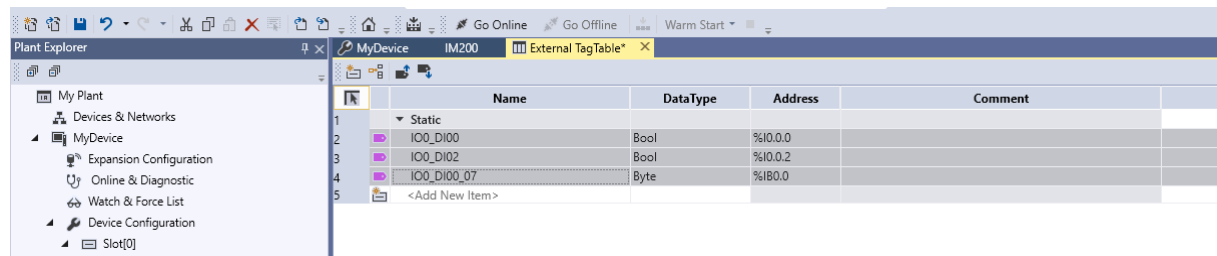 Go Online Go Offline Warm Start
Plant Explorer
MyDevice IM200 External TagTable*
My Plant
Devices & Networks
MyDevice
Expansion Configuration
Online & Diagnostic
Watch & Force List
Device Configuration
Slot[0]
Name DataType Address Comment
1 Static
2 IO0_DI00 Bool %I0.0.0
3 IO0_DI02 Bool %I0.0.2
4 IO0_DI00_07 Byte %IB0.0
5 <Add New Item>